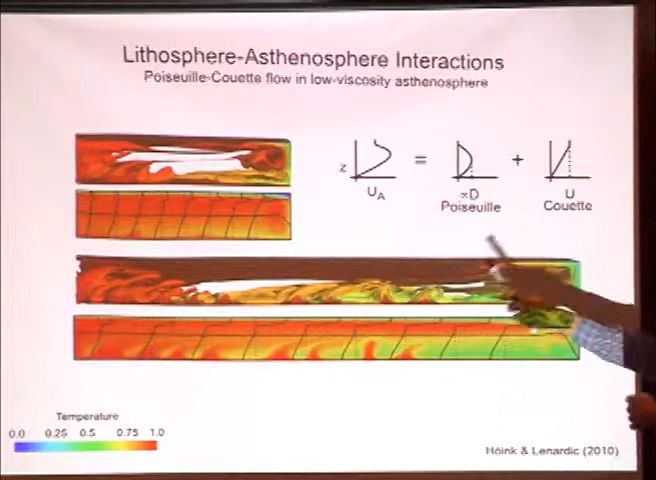 Lithosphere-Asthenosphere Interactions
Poiseuille-Couette flow in low-viscosity asthenosphere
z
U_A
=
∝D
Poiseuille
+
U
Couette
Temperature
0.0 0.25 0.5 0.75 1.0
Höink & Lenardic (2010)